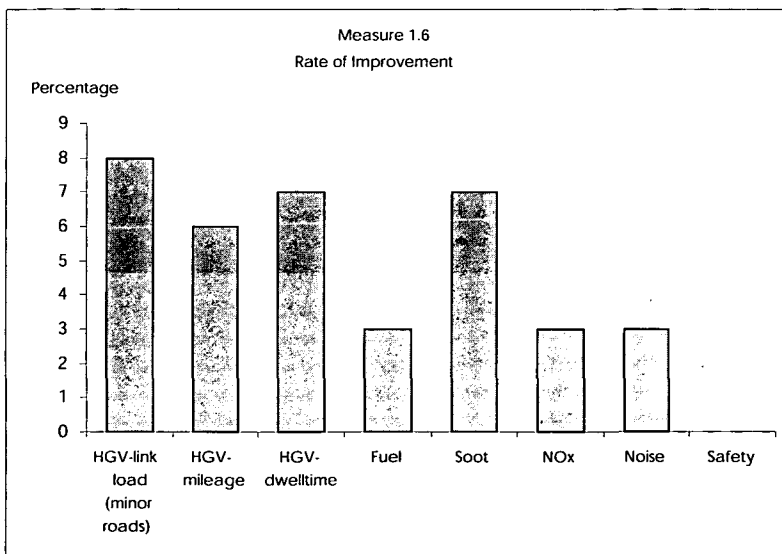 Measure 1.6
Rate of Improvement
Percentage
9
8
7
6
5
4
3
2
1
0
HGV-link load (minor roads)
HGV-mileage
HGV-dwelltime
Fuel
Soot
NOx
Noise
Safety